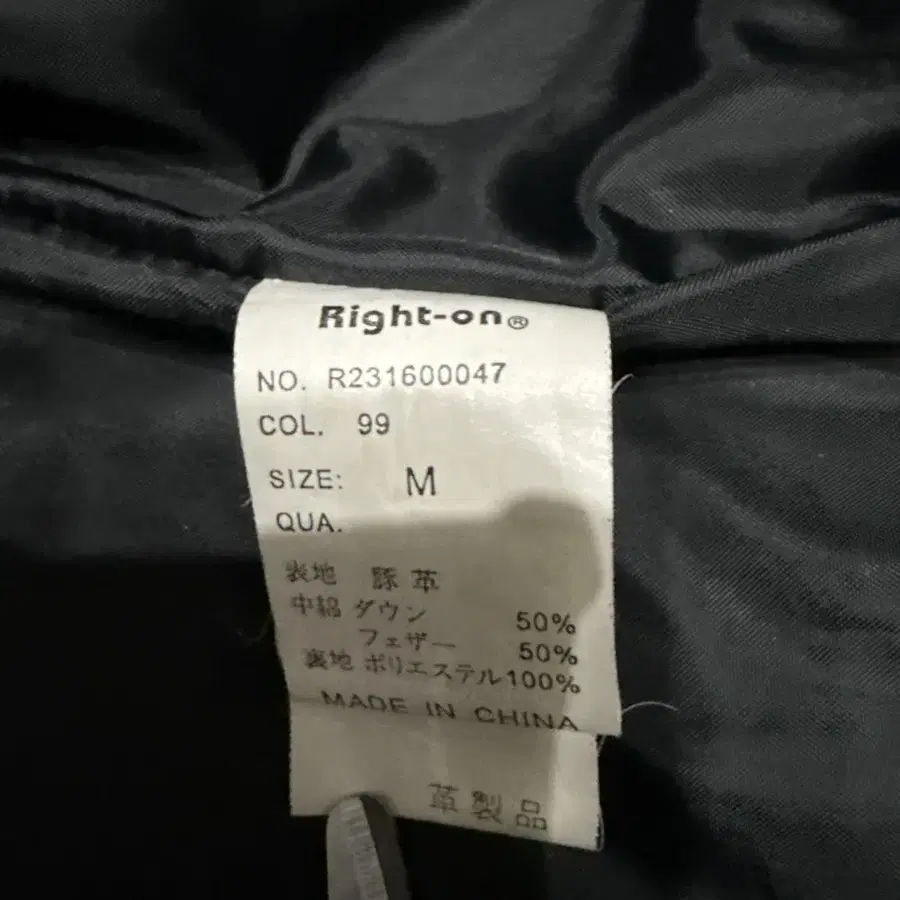 Right-on®
NO. R231600047
COL. 99
SIZE: M
QUA.
表地 豚革
中綿 ダウン 50%
フェザー 50%
裏地 ポリエステル100%
MADE IN CHINA
革製品